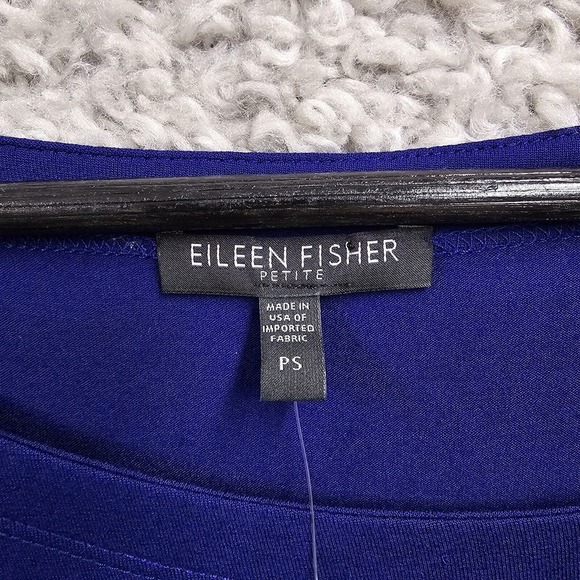 EILEEN FISHER
PETITE
MADE IN
USA OF
IMPORTED
FABRIC
PS